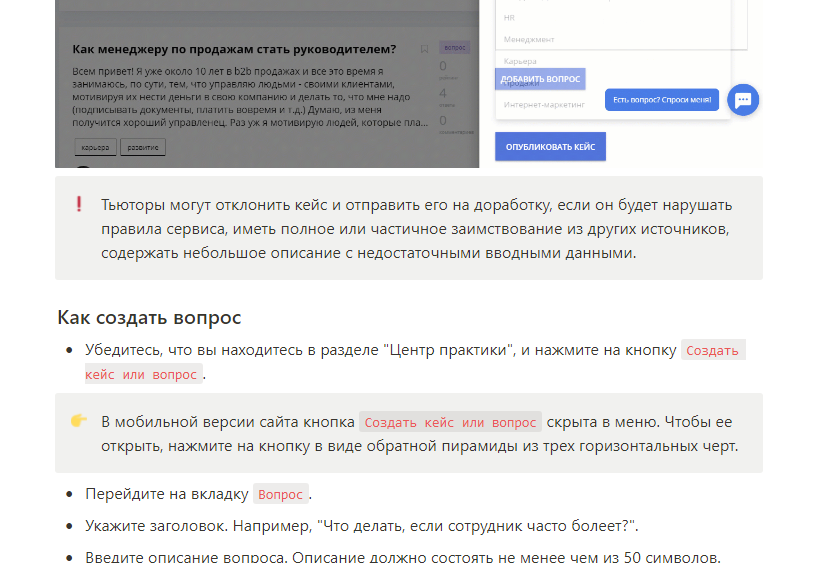 HR
Менеджмент
Как менеджеру по продажам стать руководителем?
ВОПРОС
Карьера
Всем привет! Я уже около 10 лет в b2b продажах и все это время я
занимаюсь, по сути, тем, что управляю людьми - своими клиентами,
мотивируя их нести деньги в свою компанию и делать то, что мне надо
(подписывать документы, платить вовремя и т.д.) Думаю, из меня
получится хороший управленец. Раз уж я мотивирую людей, которые пла...
0
4
0
ДОБАВИТЬ ВОПРОС
Продажи
Интернет-маркетинг
Есть вопрос? Спроси меня!
карьера
развитие
ОПУБЛИКОВАТЬ КЕЙС
Тьюторы могут отклонить кейс и отправить его на доработку, если он будет нарушать
правила сервиса, иметь полное или частичное заимствование из других источников,
содержать небольшое описание с недостаточными вводными данными.
Как создать вопрос
Убедитесь, что вы находитесь в разделе "Центр практики", и нажмите на кнопку Создать
кейс или вопрос.
В мобильной версии сайта кнопка Создать кейс или вопрос скрыта в меню. Чтобы ее
открыть, нажмите на кнопку в виде обратной пирамиды из трех горизонтальных черт.
Перейдите на вкладку Вопрос.
Укажите заголовок. Например, "Что делать, если сотрудник часто болеет?".
Введите описание вопроса. Описание должно состоять не менее чем из 50 символов.